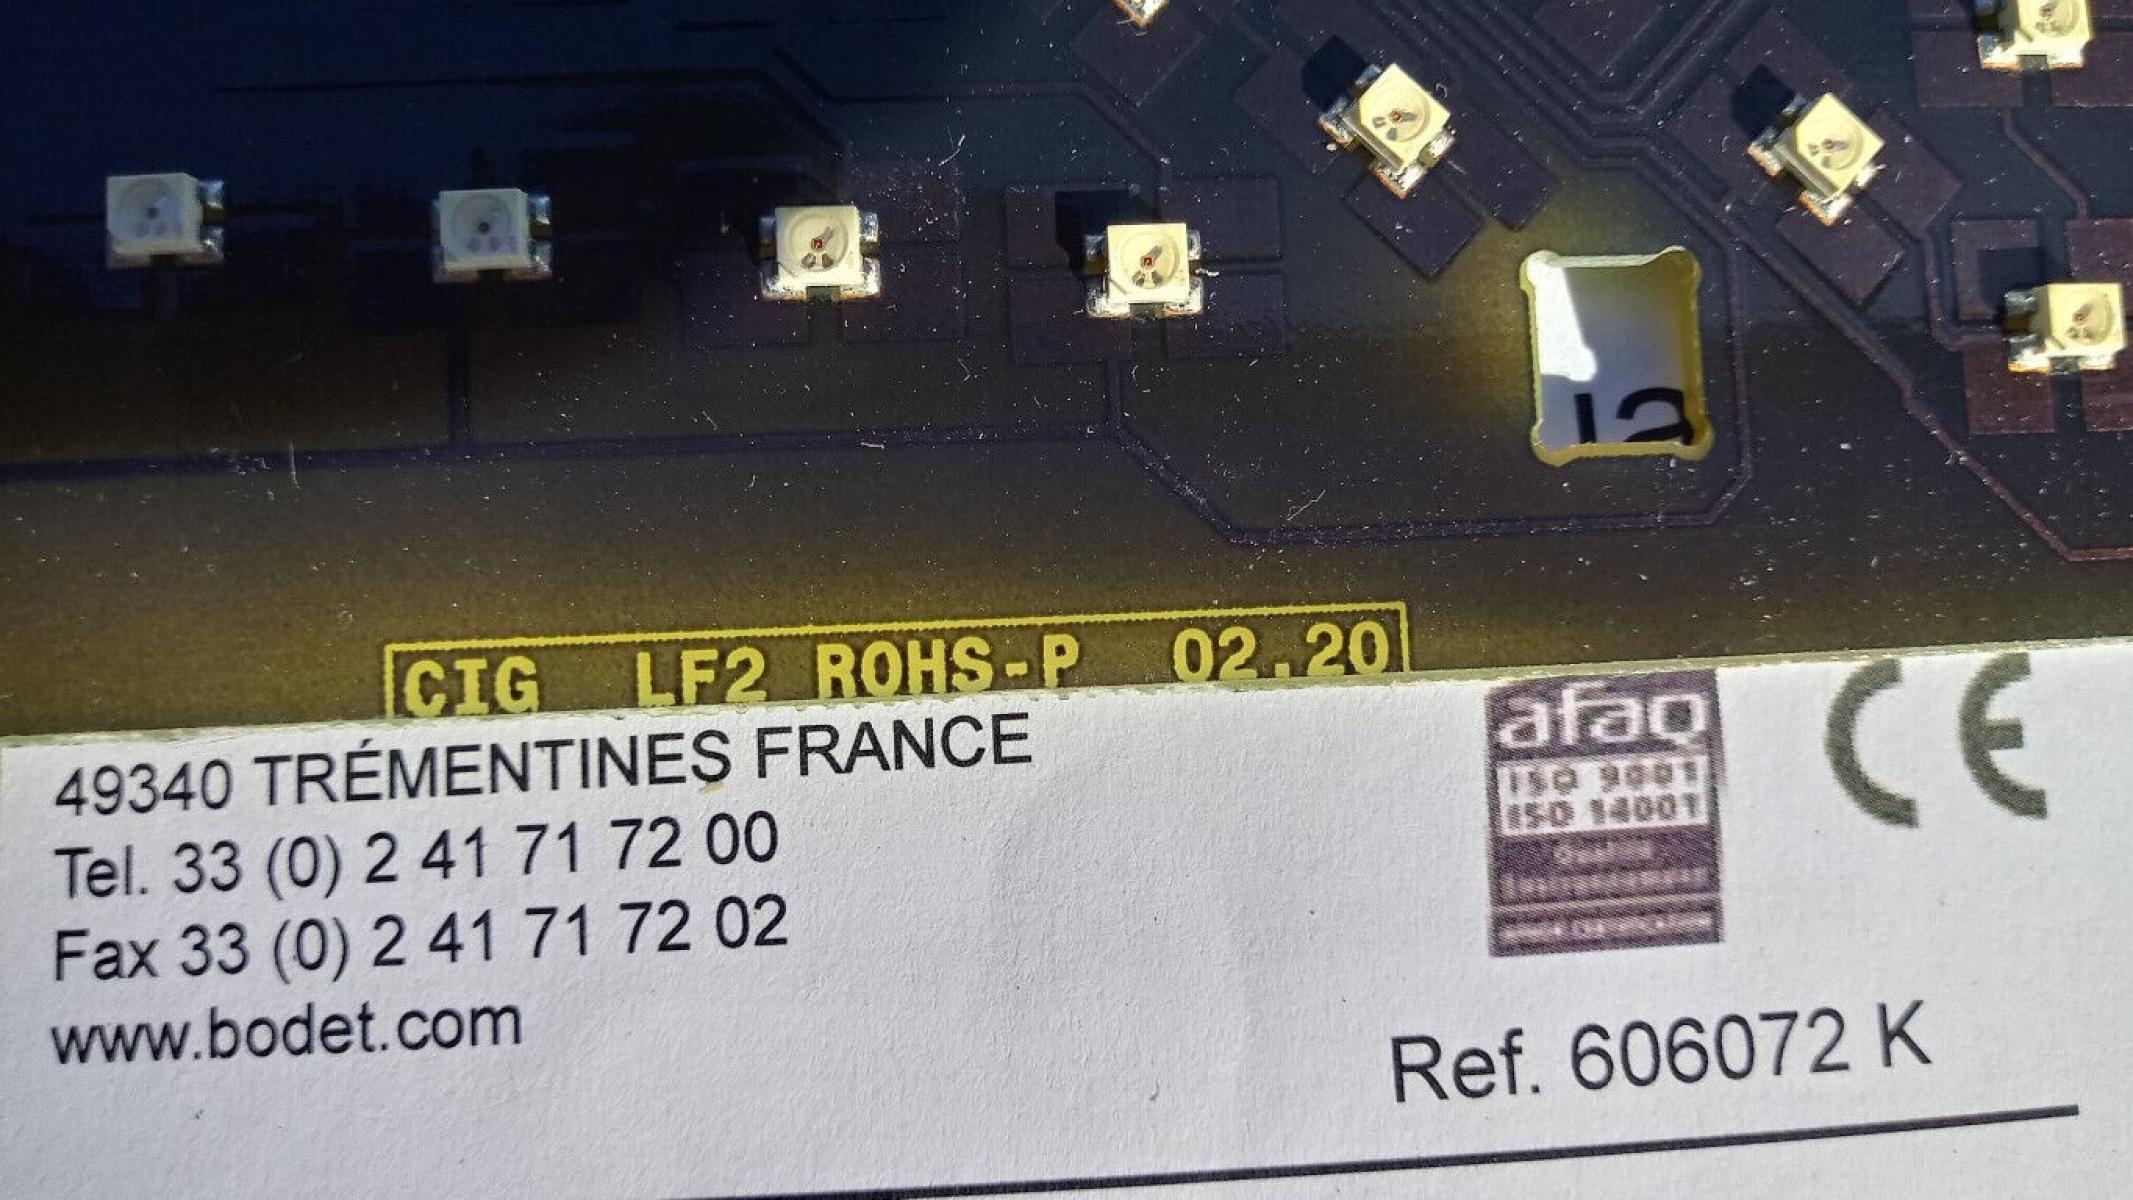 CIG LF2 ROHS-P 02.20
49340 TRÉMENTINES FRANCE
Tel. 33 (0) 2 41 71 72 00
Fax 33 (0) 2 41 71 72 02
www.bodet.com
afaq
ISO 9001
ISO 14001
CE
Ref. 606072 K